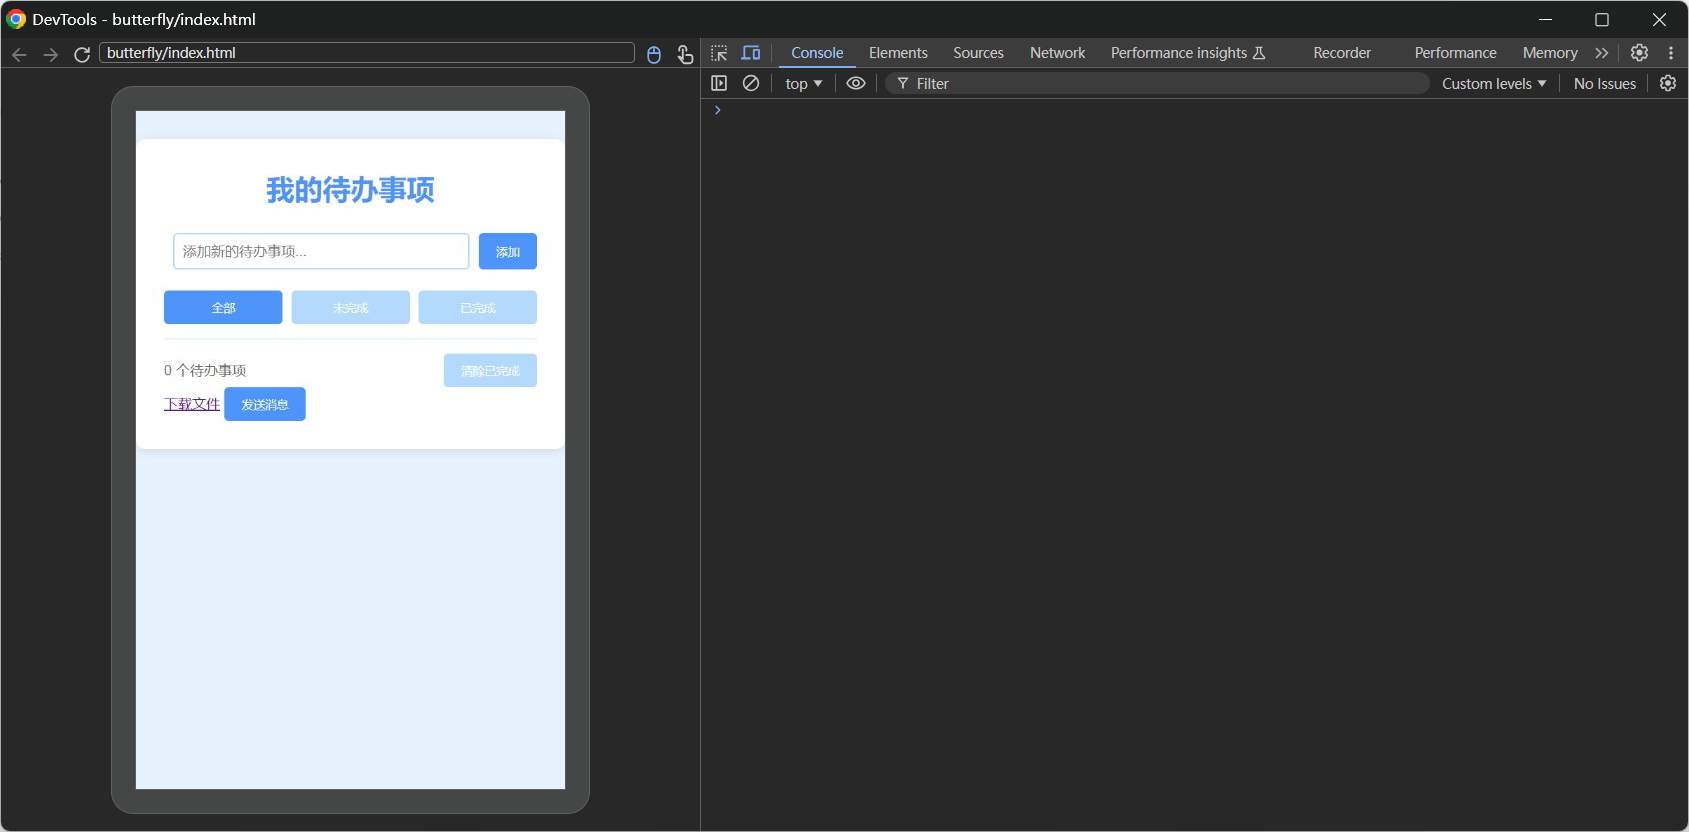 DevTools - butterfly/index.html
butterfly/index.html
Console Elements Sources Network Performance insights Recorder Performance Memory
top Filter Custom levels No Issues
我的待办事项
添加新的待办事项... 添加
全部 未完成 已完成
0 个待办事项 清除已完成
下载文件 发送消息